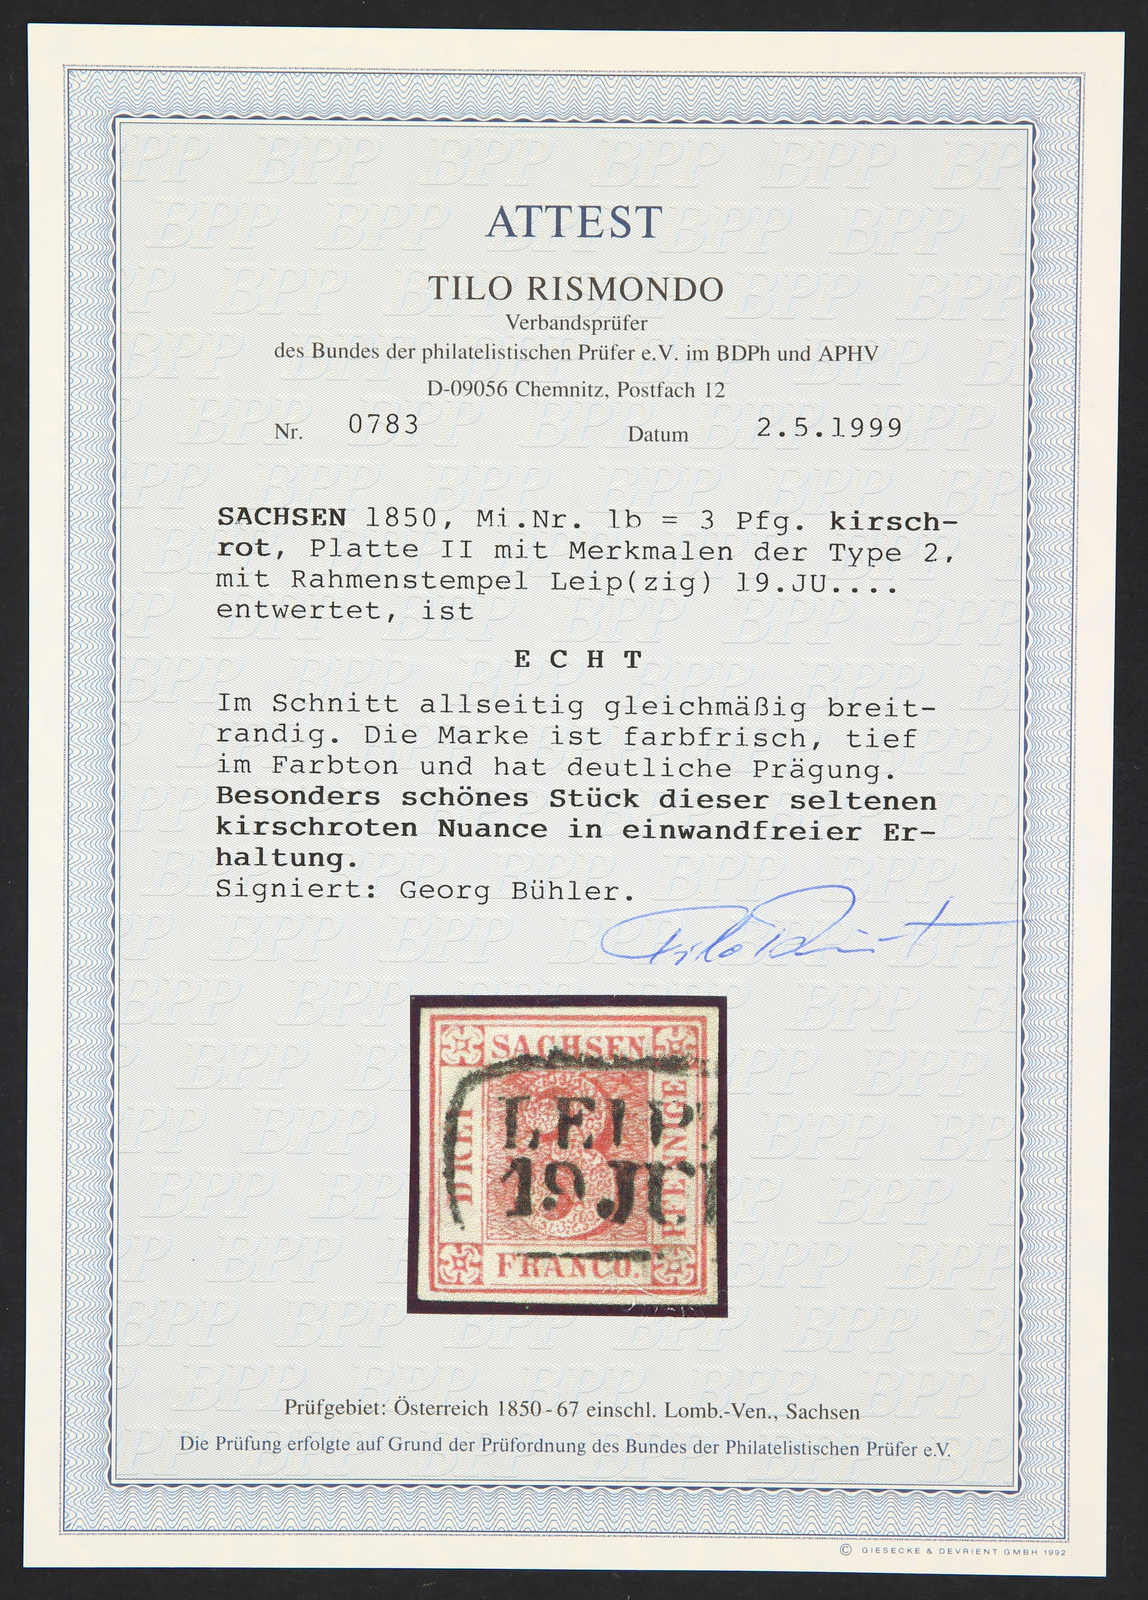 ATTEST
TILO RISMONDO
Verbandsprüfer
des Bundes der philatelistischen Prüfer e.V. im BDPh und APHV
D-09056 Chemnitz, Postfach 12
Nr. 0783 Datum 2.5.1999
SACHSEN 1850, Mi.Nr. 1b = 3 Pfg. kirsch-
rot, Platte II mit Merkmalen der Type 2,
mit Rahmenstempel Leip(zig) 19.JU....
entwertet, ist
E C H T
Im Schnitt allseitig gleichmäßig breit-
randig. Die Marke ist farbfrisch, tief
im Farbton und hat deutliche Prägung.
Besonders schönes Stück dieser seltenen
kirschroten Nuance in einwandfreier Er-
haltung.
Signiert: Georg Bühler.
SACHSEN
DREI
3
PFENNIGE
LEIP
19 JU
FRANCO.
Prüfgebiet: Österreich 1850-67 einschl. Lomb.-Ven., Sachsen
Die Prüfung erfolgte auf Grund der Prüfordnung des Bundes der Philatelistischen Prüfer e.V.
© GIESECKE & DEVRIENT GMBH 1992